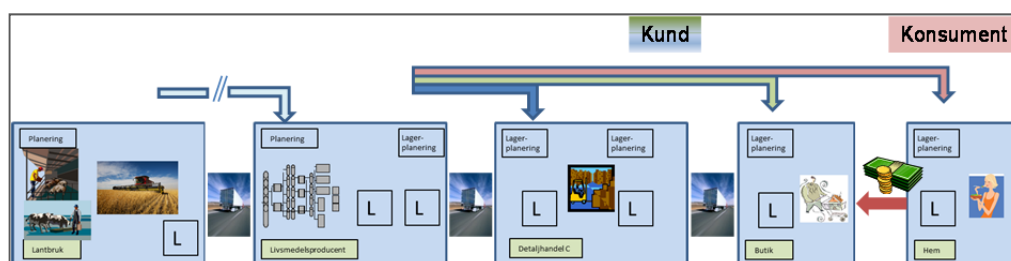 Kund
Konsument
Planering
L
Lantbruk
Planering
Lager-
planering
L
L
Livsmedelsproducent
Lager-
planering
Lager-
planering
L
L
Detaljhandel C
Lager-
planering
L
Butik
Lager-
planering
L
Hem